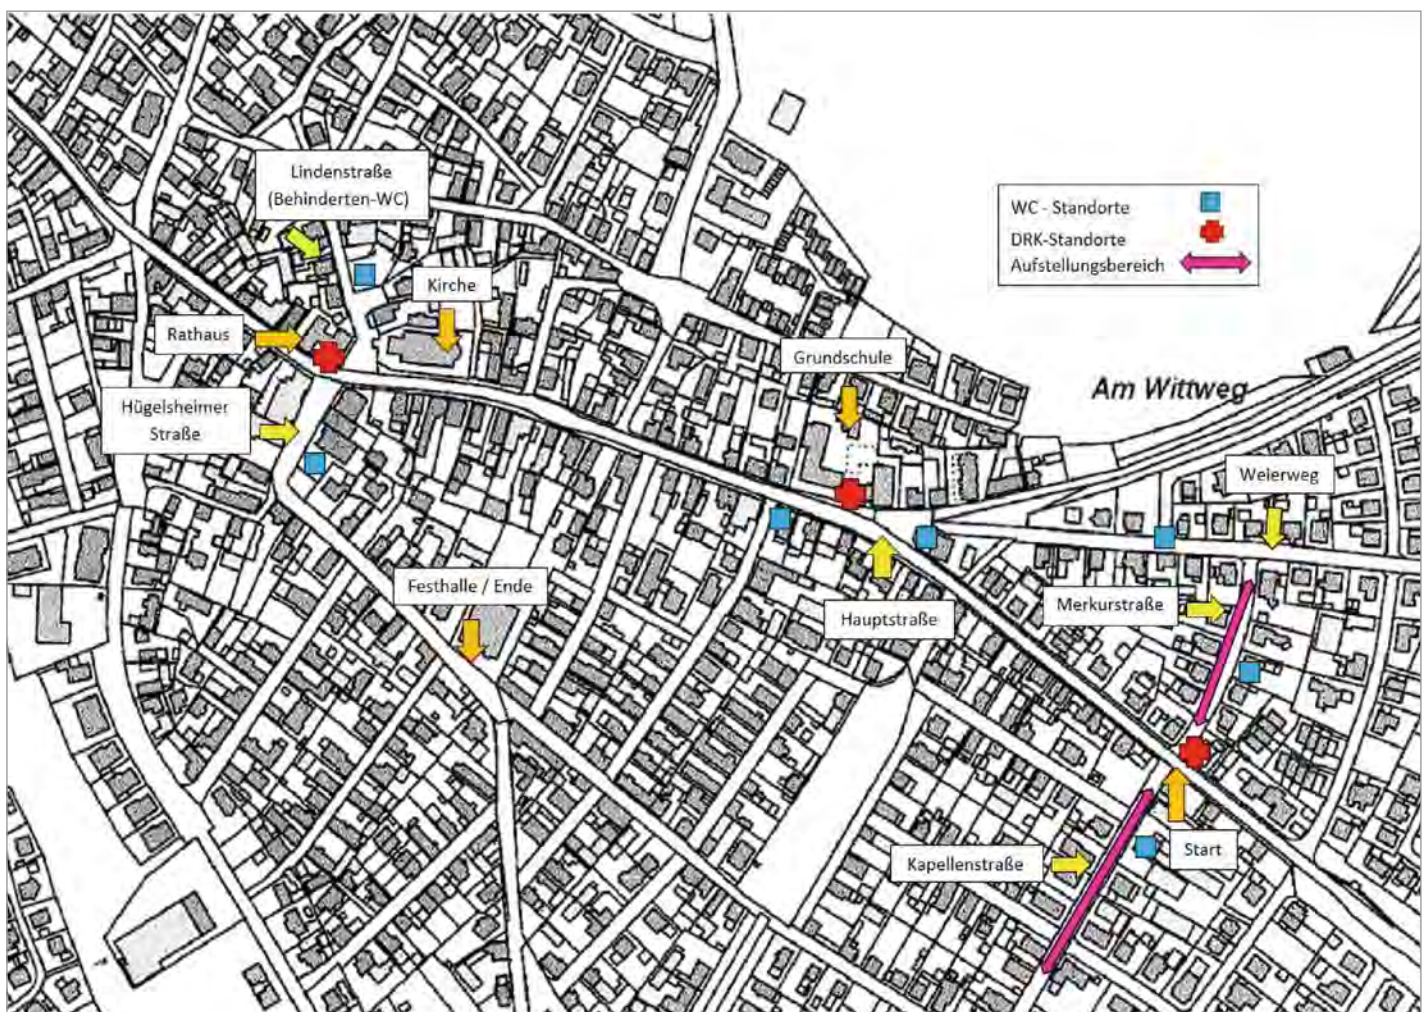 Lindenstraße
(Behinderten-WC)
WC - Standorte
DRK-Standorte
Aufstellungsbereich
Kirche
Rathaus
Grundschule
Am Wittweg
Hügelsheimer
Straße
Weierweg
Festhalle / Ende
Merkurstraße
Hauptstraße
Kapellenstraße
Start